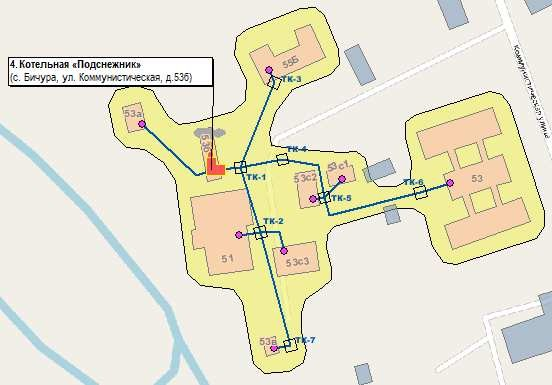 4. Котельная «Подснежник»
(с. Бичура, ул. Коммунистическая, д.53б)
55Б
ТК-3
Коммунистическая улица
53а
53б
ТК-4
ТК-1
53с1
53с2
ТК-6
53
ТК-5
ТК-2
51
53с3
53в
ТК-7